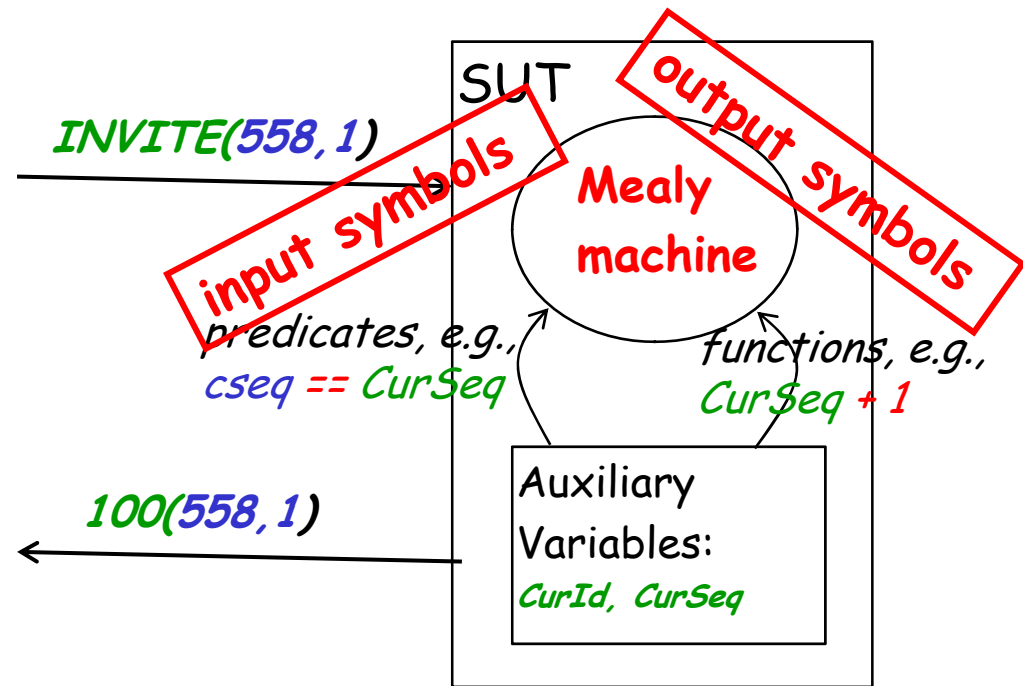 SUT
output symbols
INVITE(558,1)
input symbols
Mealy
machine
predicates, e.g.,
cseq == CurSeq
functions, e.g.,
CurSeq + 1
100(558,1)
Auxiliary
Variables:
CurId, CurSeq